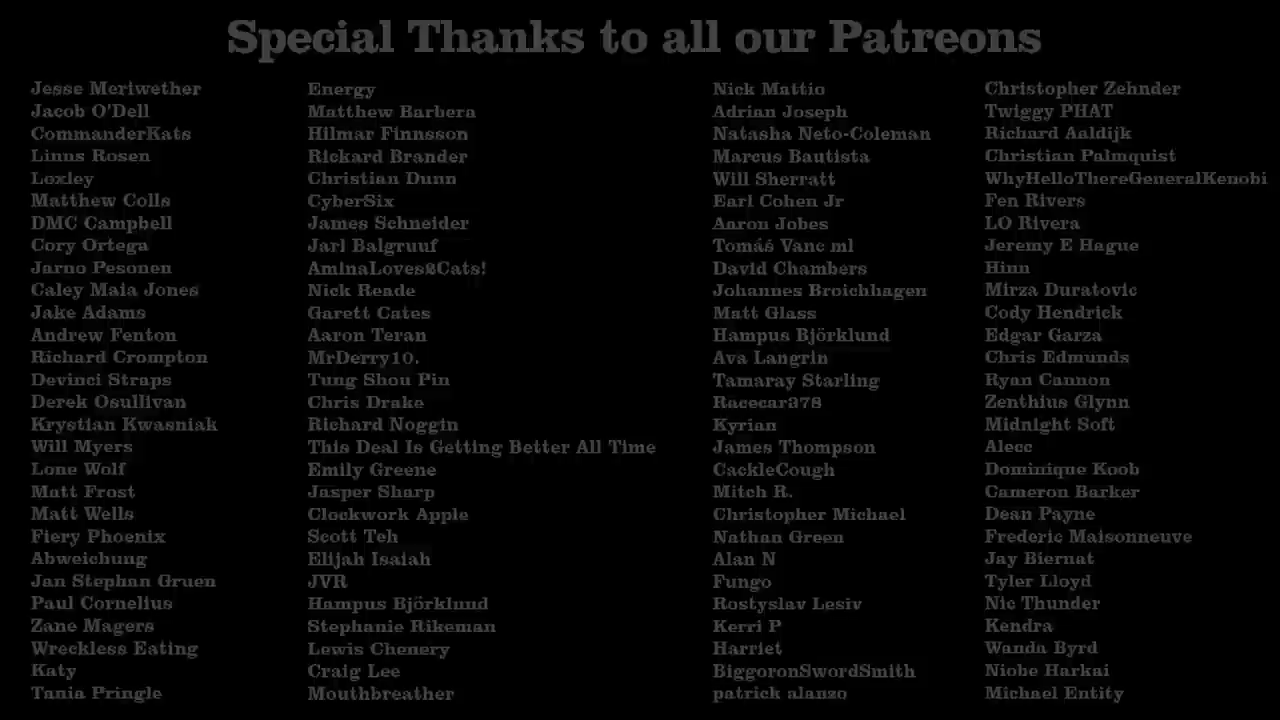 Special Thanks to all our Patreons
Jesse Meriwether
Jacob O'Dell
CommanderKats
Linus Rosen
Loxley
Matthew Colls
DMC Campbell
Cory Ortega
Jarno Pesonen
Caley Maia Jones
Jake Adams
Andrew Fenton
Richard Crompton
Devinci Straps
Derek Osullivan
Krystian Kwasniak
Will Myers
Lone Wolf
Matt Frost
Matt Wells
Fiery Phoenix
Abweichung
Jan Stephan Gruen
Paul Cornelius
Zane Magers
Wreckless Eating
Katy
Tania Pringle
Energy
Matthew Barbera
Hilmar Finnsson
Rickard Brander
Christian Dunn
CyberSix
James Schneider
Jarl Balgruuf
AminaLoves2Cats!
Nick Reade
Garett Cates
Aaron Teran
MrDerry10.
Tung Shou Pin
Chris Drake
Richard Noggin
This Deal Is Getting Better All Time
Emily Greene
Jasper Sharp
Clockwork Apple
Scott Teh
Elijah Isaiah
JVR
Hampus Björklund
Stephanie Rikeman
Lewis Chenery
Craig Lee
Mouthbreather
Nick Mattio
Adrian Joseph
Natasha Neto-Coleman
Marcus Bautista
Will Sherratt
Earl Cohen Jr
Aaron Jobes
Tomáš Vanc ml
David Chambers
Johannes Broichhagen
Matt Glass
Hampus Björklund
Ava Langrin
Tamaray Starling
Racecar378
Kyrian
James Thompson
CackleCough
Mitch R.
Christopher Michael
Nathan Green
Alan N
Fungo
Rostyslav Lesiv
Kerri P
Harriet
BiggoronSwordSmith
patrick alanzo
Christopher Zehnder
Twiggy PHAT
Richard Aaldijk
Christian Palmquist
WhyHelloThereGeneralKenobi
Fen Rivers
LO Rivera
Jeremy E Hague
Hinn
Mirza Duratovic
Cody Hendrick
Edgar Garza
Chris Edmunds
Ryan Cannon
Zenthius Glynn
Midnight Soft
Alecc
Dominique Koob
Cameron Barker
Dean Payne
Frederic Maisonneuve
Jay Biernat
Tyler Lloyd
Nic Thunder
Kendra
Wanda Byrd
Niobe Harkai
Michael Entity